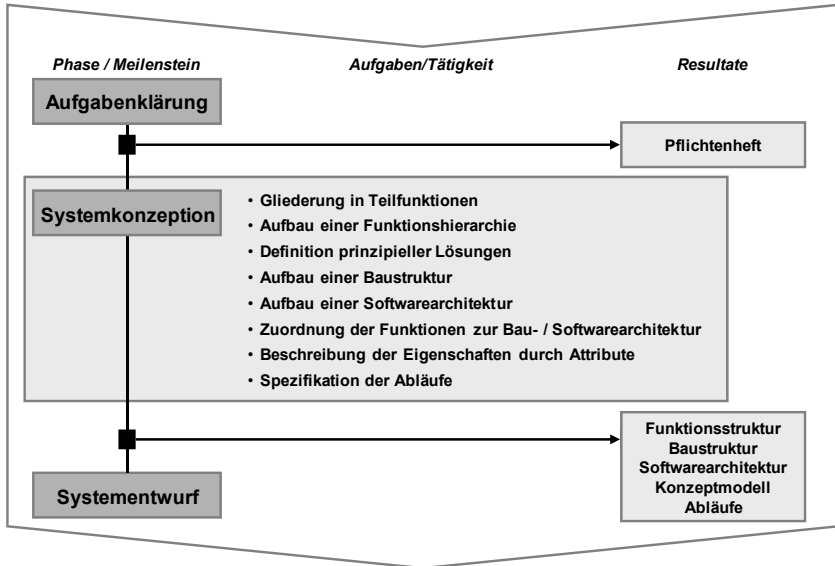 Phase / Meilenstein
Aufgaben/Tätigkeit
Resultate
Aufgabenklärung
Pflichtenheft
Systemkonzeption
• Gliederung in Teilfunktionen
• Aufbau einer Funktionshierarchie
• Definition prinzipieller Lösungen
• Aufbau einer Baustruktur
• Aufbau einer Softwarearchitektur
• Zuordnung der Funktionen zur Bau- / Softwarearchitektur
• Beschreibung der Eigenschaften durch Attribute
• Spezifikation der Abläufe
Funktionsstruktur
Baustruktur
Softwarearchitektur
Konzeptmodell
Abläufe
Systementwurf